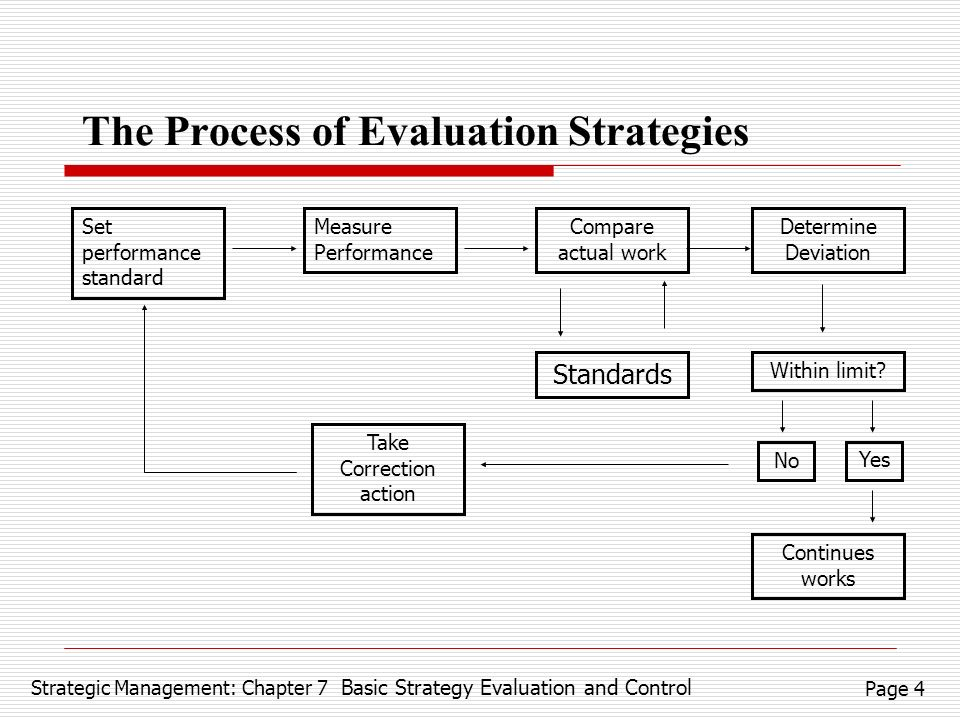 The Process of Evaluation Strategies
Set
performance
standard
Measure
Performance
Compare
actual work
Determine
Deviation
Standards
Within limit?
Take
Correction
action
No
Yes
Continues
works
Strategic Management: Chapter 7 Basic Strategy Evaluation and Control
Page 4